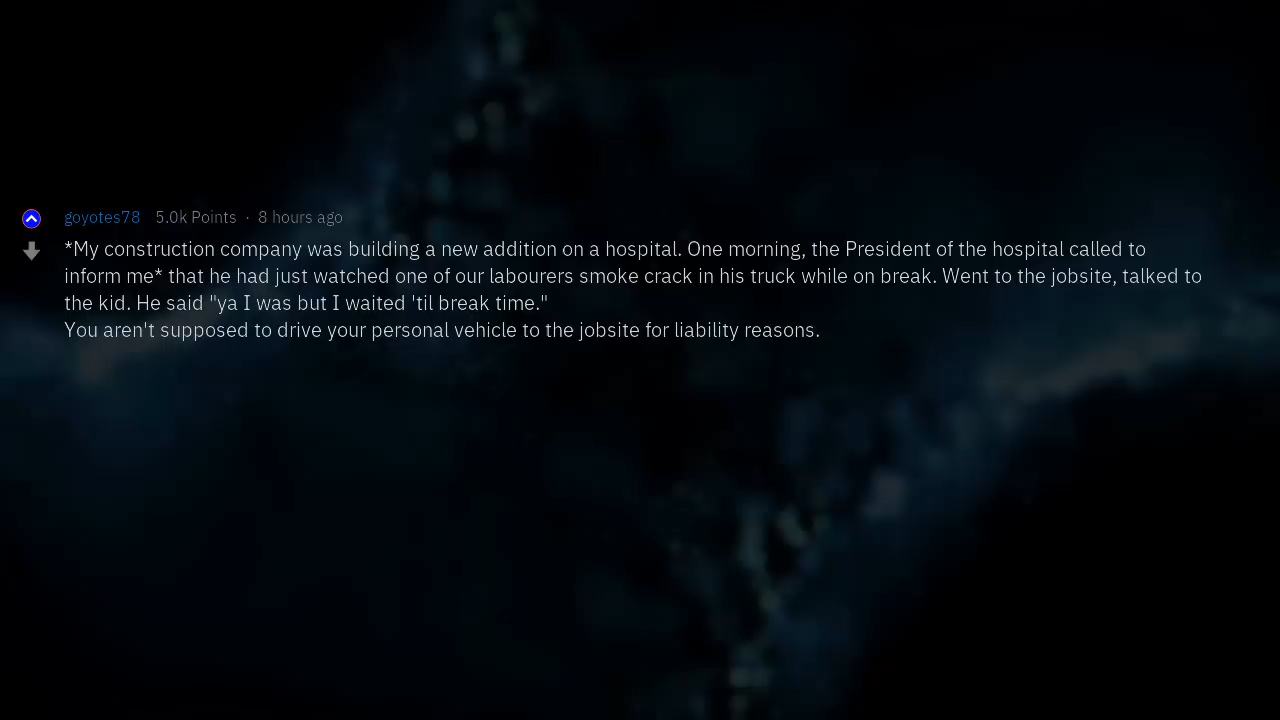 goyotes78 5.0k Points · 8 hours ago
*My construction company was building a new addition on a hospital. One morning, the President of the hospital called to
inform me* that he had just watched one of our labourers smoke crack in his truck while on break. Went to the jobsite, talked to
the kid. He said "ya I was but I waited 'til break time."
You aren't supposed to drive your personal vehicle to the jobsite for liability reasons.